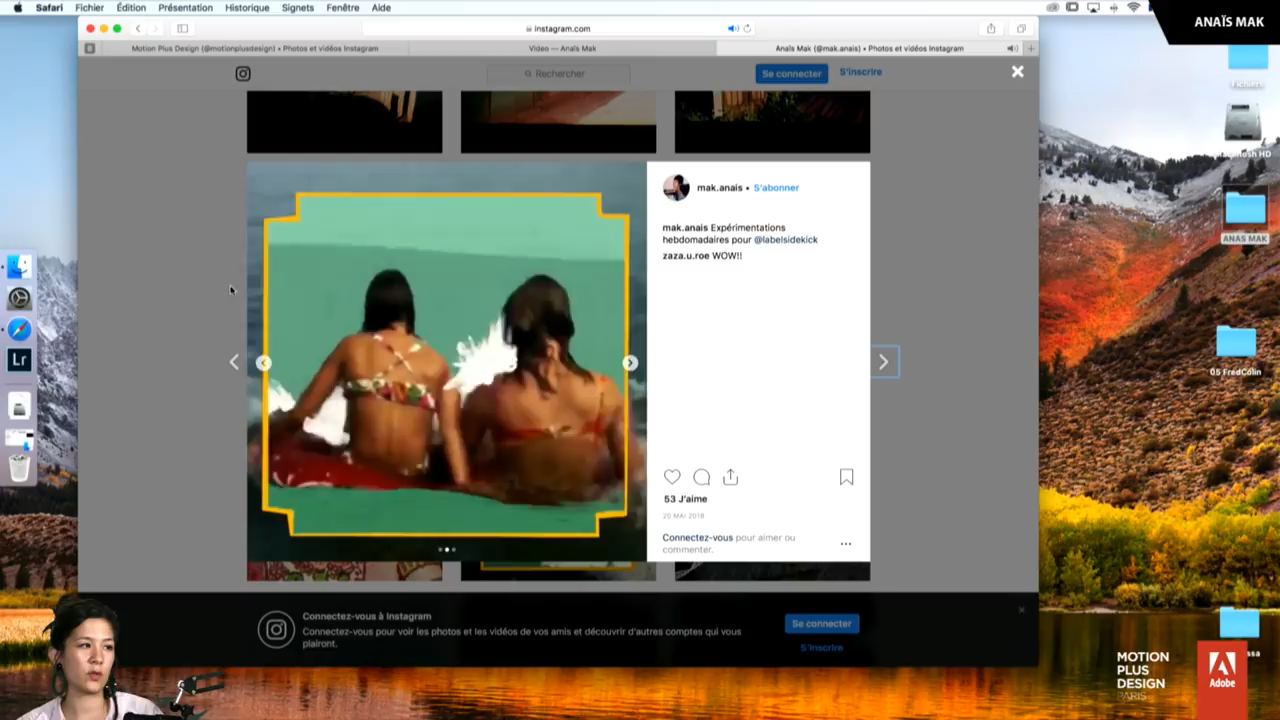 Safari Fichier Édition Présentation Historique Signets Fenêtre Aide
ANAÏS MAK
instagram.com
Motion Plus Design (@motionplusdesign) • Photos et vidéos Instagram
Video — Anaïs Mak
Anaïs Mak (@mak.anais) • Photos et vidéos Instagram
Rechercher
Se connecter
S'inscrire
Fichiers
Macintosh HD
ANAÏS MAK
05 FredColin
mak.anais • S'abonner
mak.anais Expérimentations
hebdomadaires pour @labelsidekick
zaza.u.roe WOW!!
53 J'aime
20 MAI 2018
Connectez-vous pour aimer ou
commenter.
Lr
Connectez-vous à Instagram
Connectez-vous pour voir les photos et les vidéos de vos amis et découvrir d'autres comptes qui vous
plairont.
Se connecter
S'inscrire
MOTION
PLUS
DESIGN
PARIS
Adobe